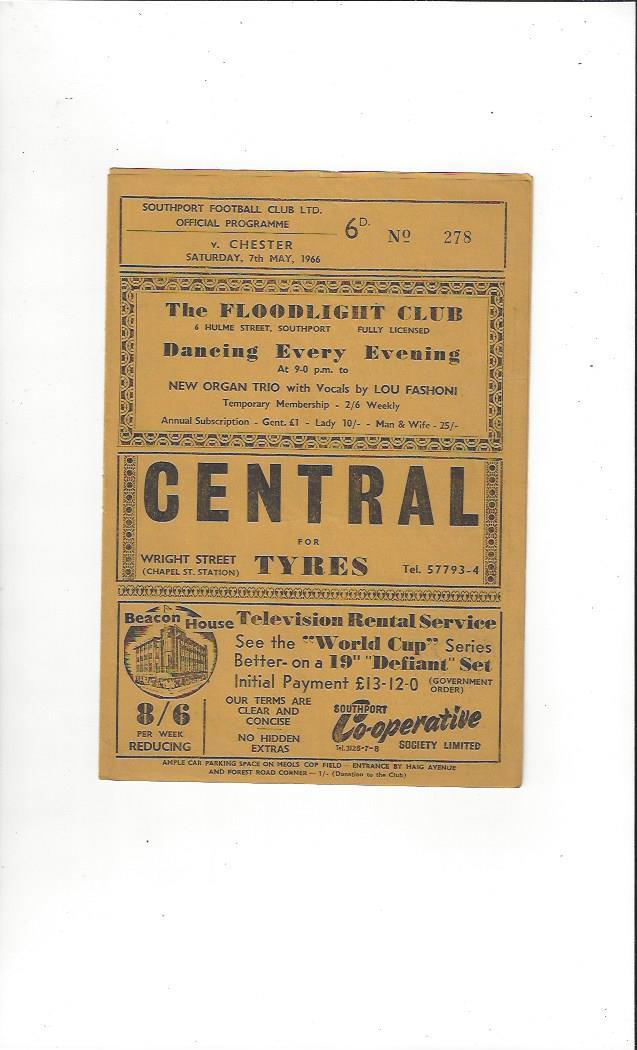 SOUTHPORT FOOTBALL CLUB LTD.
OFFICIAL PROGRAMME
v. CHESTER
SATURDAY, 7th MAY, 1966
6D. No 278
The FLOODLIGHT CLUB
6 HULME STREET, SOUTHPORT FULLY LICENSED
Dancing Every Evening
At 9-0 p.m. to
NEW ORGAN TRIO with Vocals by LOU FASHONI
Temporary Membership - 2/6 Weekly
Annual Subscription - Gent. £1 - Lady 10/- - Man & Wife - 25/-
CENTRAL
FOR
WRIGHT STREET
(CHAPEL ST. STATION)
TYRES
Tel. 57793-4
Beacon House
Television Rental Service
See the "World Cup" Series
Better- on a 19" "Defiant" Set
Initial Payment £13-12-0 (GOVERNMENT ORDER)
8/6
PER WEEK
REDUCING
OUR TERMS ARE
CLEAR AND
CONCISE
NO HIDDEN
EXTRAS
SOUTHPORT
Co-operative
Tel. 3128-7-8 SOCIETY LIMITED
AMPLE CAR PARKING SPACE ON MEOLS COP FIELD — ENTRANCE BY HAIG AVENUE
AND FOREST ROAD CORNER — 1/- (Donation to the Club)